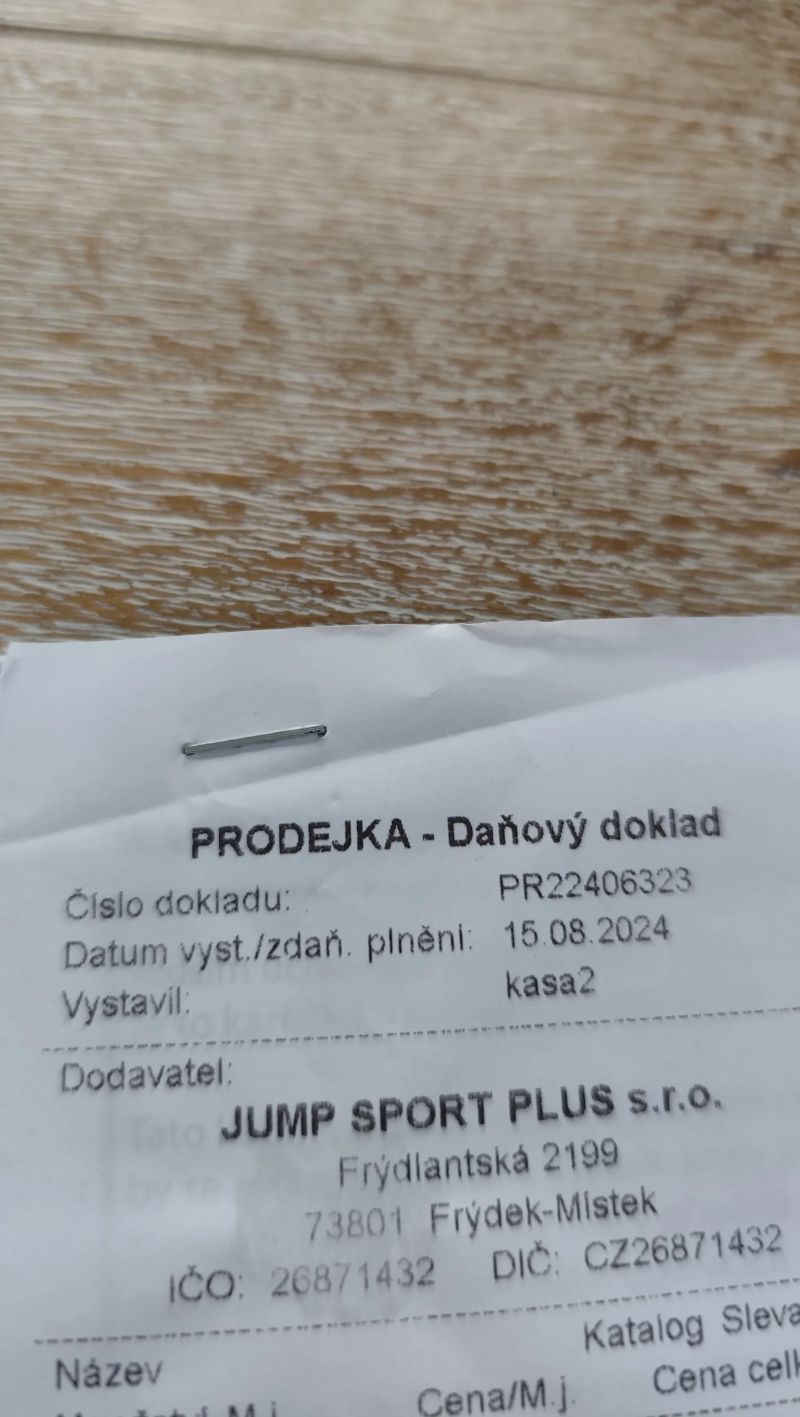 PRODEJKA - Daňový doklad
Číslo dokladu: PR22406323
Datum vyst./zdaň. plnění: 15.08.2024
Vystavil: kasa2
Dodavatel:
JUMP SPORT PLUS s.r.o.
Frýdlantská 2199
73801 Frýdek-Místek
IČO: 26871432 DIČ: CZ26871432
Katalog Sleva
Název
M.j. Cena/M.j. Cena